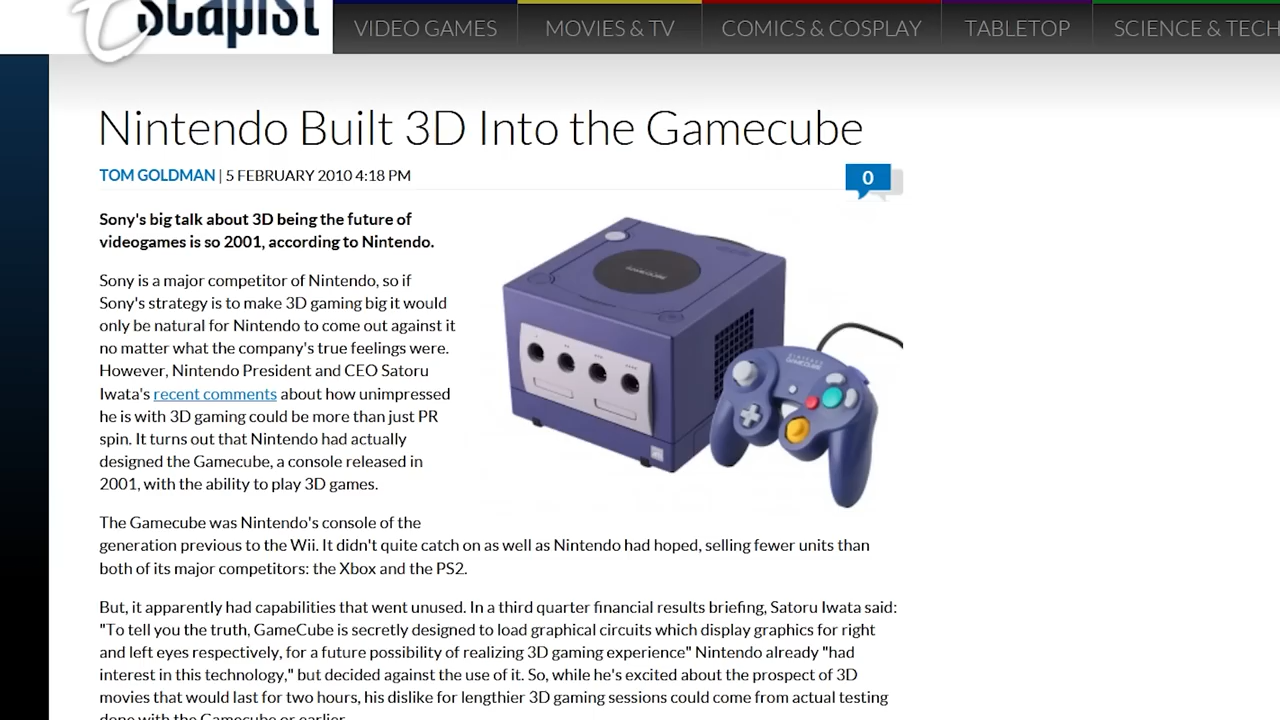 Escapist
VIDEO GAMES
MOVIES & TV
COMICS & COSPLAY
TABLETOP
SCIENCE & TECH
Nintendo Built 3D Into the Gamecube
TOM GOLDMAN | 5 FEBRUARY 2010 4:18 PM
0
Sony's big talk about 3D being the future of
videogames is so 2001, according to Nintendo.
Sony is a major competitor of Nintendo, so if
Sony's strategy is to make 3D gaming big it would
only be natural for Nintendo to come out against it
no matter what the company's true feelings were.
However, Nintendo President and CEO Satoru
Iwata's recent comments about how unimpressed
he is with 3D gaming could be more than just PR
spin. It turns out that Nintendo had actually
designed the Gamecube, a console released in
2001, with the ability to play 3D games.
The Gamecube was Nintendo's console of the
generation previous to the Wii. It didn't quite catch on as well as Nintendo had hoped, selling fewer units than
both of its major competitors: the Xbox and the PS2.
But, it apparently had capabilities that went unused. In a third quarter financial results briefing, Satoru Iwata said:
"To tell you the truth, GameCube is secretly designed to load graphical circuits which display graphics for right
and left eyes respectively, for a future possibility of realizing 3D gaming experience" Nintendo already "had
interest in this technology," but decided against the use of it. So, while he's excited about the prospect of 3D
movies that would last for two hours, his dislike for lengthier 3D gaming sessions could come from actual testing
done with the Gamecube or earlier.